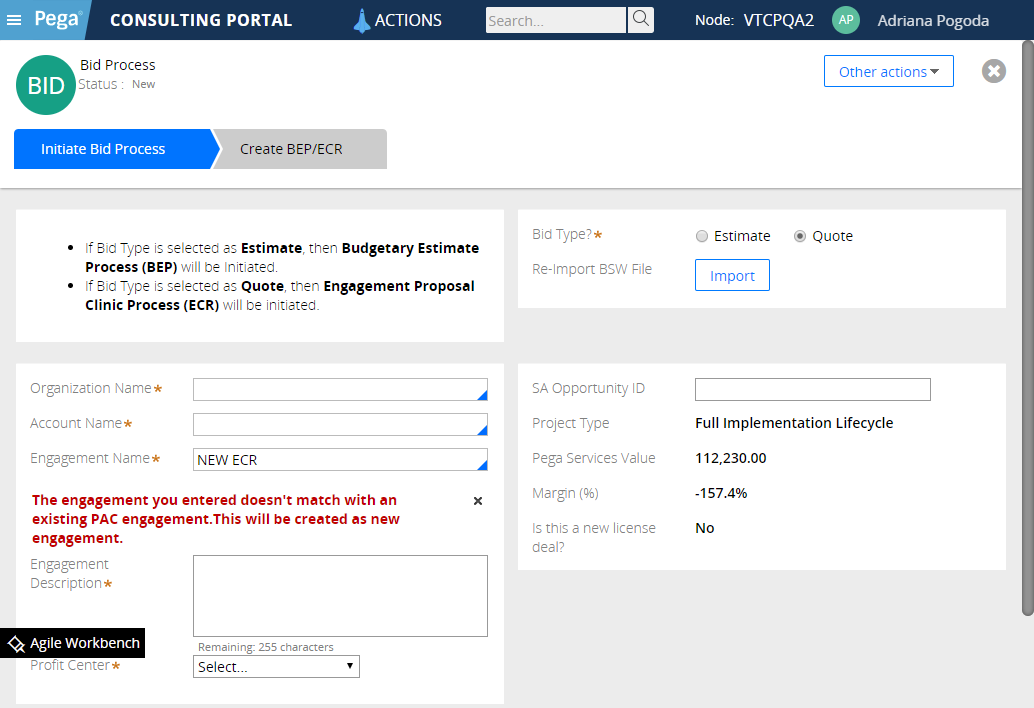 Pega® CONSULTING PORTAL ACTIONS Search... Node: VTCPQA2 AP Adriana Pogoda
BID
Bid Process
Status : New
Other actions
Initiate Bid Process Create BEP/ECR
If Bid Type is selected as Estimate, then Budgetary Estimate
Process (BEP) will be Initiated.
If Bid Type is selected as Quote, then Engagement Proposal
Clinic Process (ECR) will be initiated.
Bid Type?* Estimate Quote
Re-Import BSW File Import
Organization Name*
Account Name*
Engagement Name* NEW ECR
The engagement you entered doesn't match with an
existing PAC engagement.This will be created as new
engagement.
Engagement
Description*
Remaining: 255 characters
Agile Workbench
Profit Center* Select...
SA Opportunity ID
Project Type Full Implementation Lifecycle
Pega Services Value 112,230.00
Margin (%) -157.4%
Is this a new license No
deal?